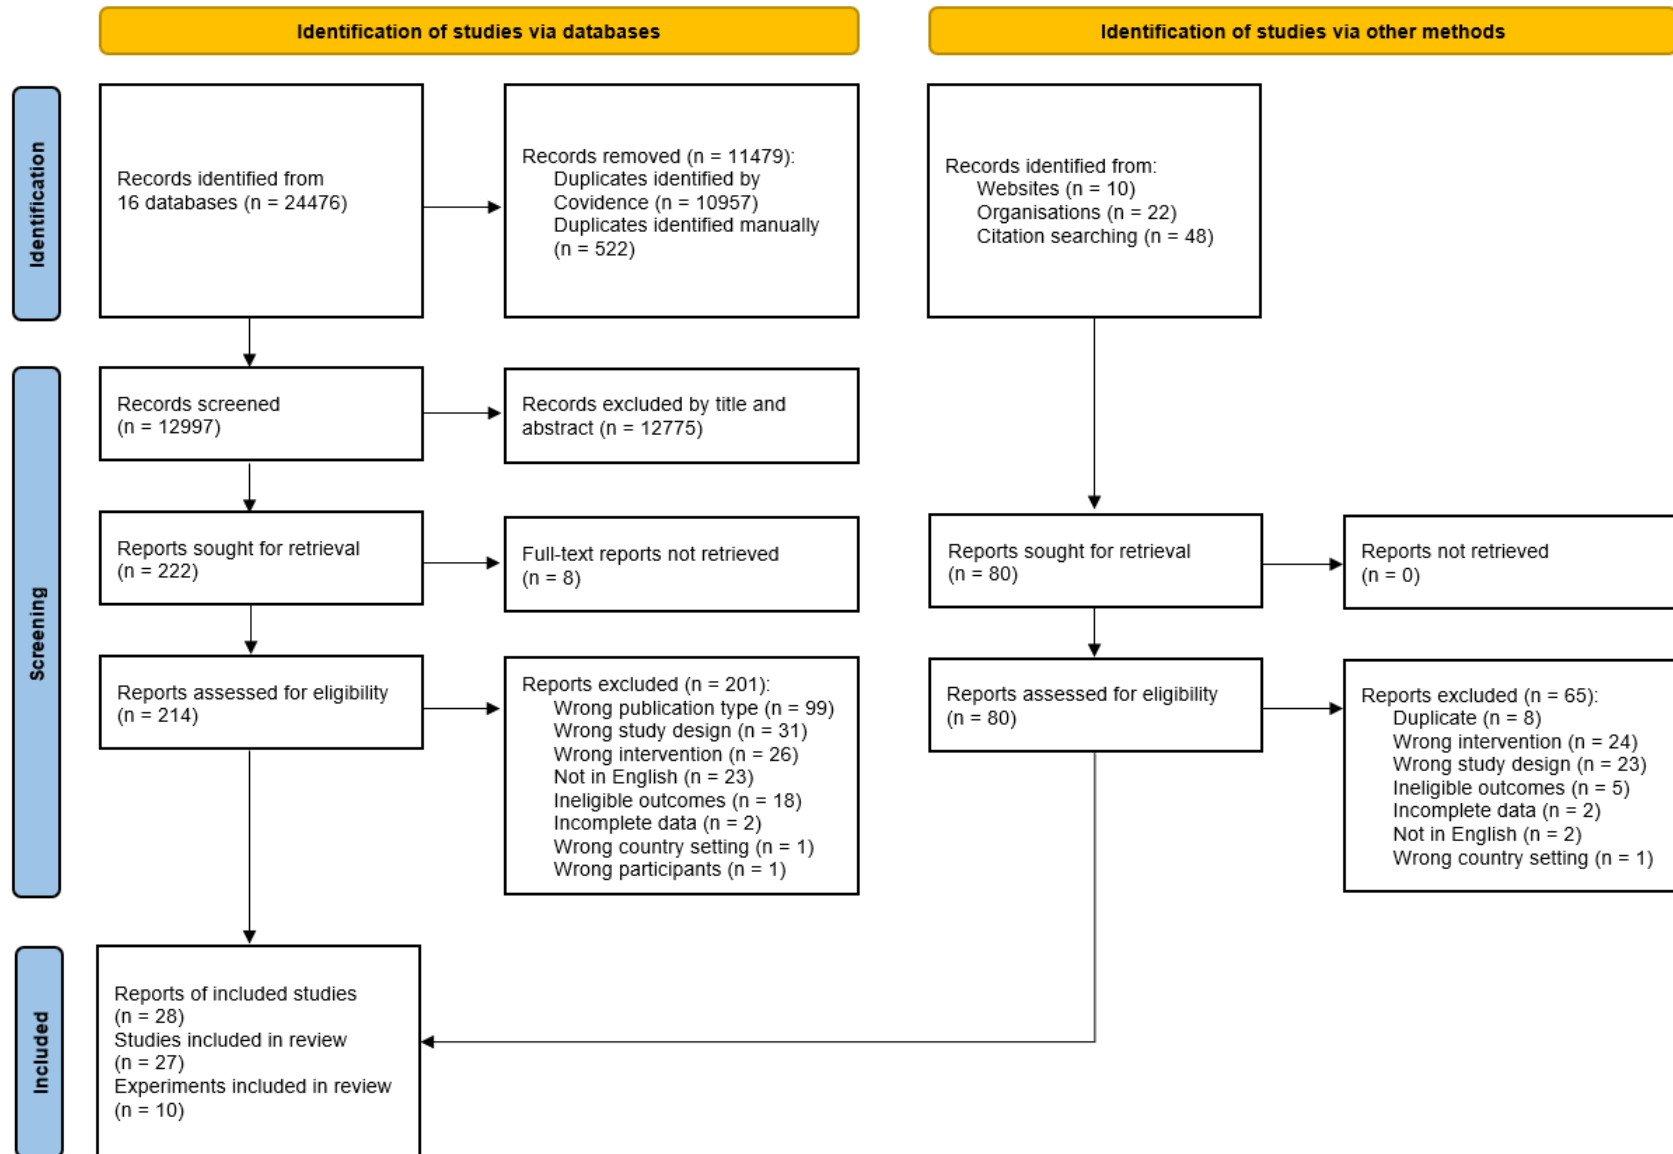 Identification of studies via databases
Identification of studies via other methods
Identification
Records identified from
16 databases (n = 24476)
Records removed (n = 11479):
Duplicates identified by
Covidence (n = 10957)
Duplicates identified manually
(n = 522)
Records identified from:
Websites (n = 10)
Organisations (n = 22)
Citation searching (n = 48)
Screening
Records screened
(n = 12997)
Records excluded by title and
abstract (n = 12775)
Reports sought for retrieval
(n = 222)
Full-text reports not retrieved
(n = 8)
Reports sought for retrieval
(n = 80)
Reports not retrieved
(n = 0)
Reports assessed for eligibility
(n = 214)
Reports excluded (n = 201):
Wrong publication type (n = 99)
Wrong study design (n = 31)
Wrong intervention (n = 26)
Not in English (n = 23)
Ineligible outcomes (n = 18)
Incomplete data (n = 2)
Wrong country setting (n = 1)
Wrong participants (n = 1)
Reports assessed for eligibility
(n = 80)
Reports excluded (n = 65):
Duplicate (n = 8)
Wrong intervention (n = 24)
Wrong study design (n = 23)
Ineligible outcomes (n = 5)
Incomplete data (n = 2)
Not in English (n = 2)
Wrong country setting (n = 1)
Included
Reports of included studies
(n = 28)
Studies included in review
(n = 27)
Experiments included in review
(n = 10)